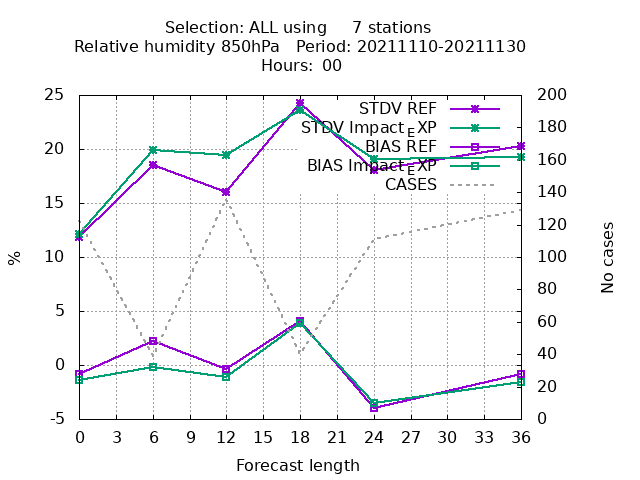 Selection: ALL using     7 stations
Relative humidity 850hPa   Period: 20211110-20211130
Hours: 00
25
20
15
10
5
0
-5
200
180
160
140
120
100
80
60
40
20
0
%
No cases
STDV REF
STDV Impact_EXP
BIAS REF
BIAS Impact_EXP
CASES
0 3 6 9 12 15 18 21 24 27 30 33 36
Forecast length